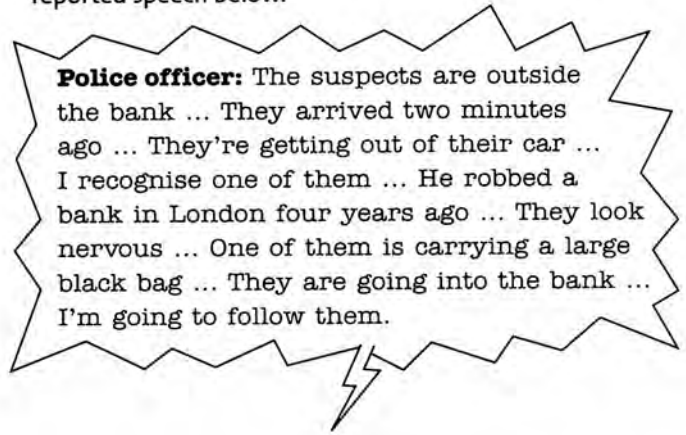 reported speech below.
Police officer: The suspects are outside
the bank ... They arrived two minutes
ago ... They're getting out of their car ...
I recognise one of them ... He robbed a
bank in London four years ago ... They look
nervous ... One of them is carrying a large
black bag ... They are going into the bank ...
I'm going to follow them.